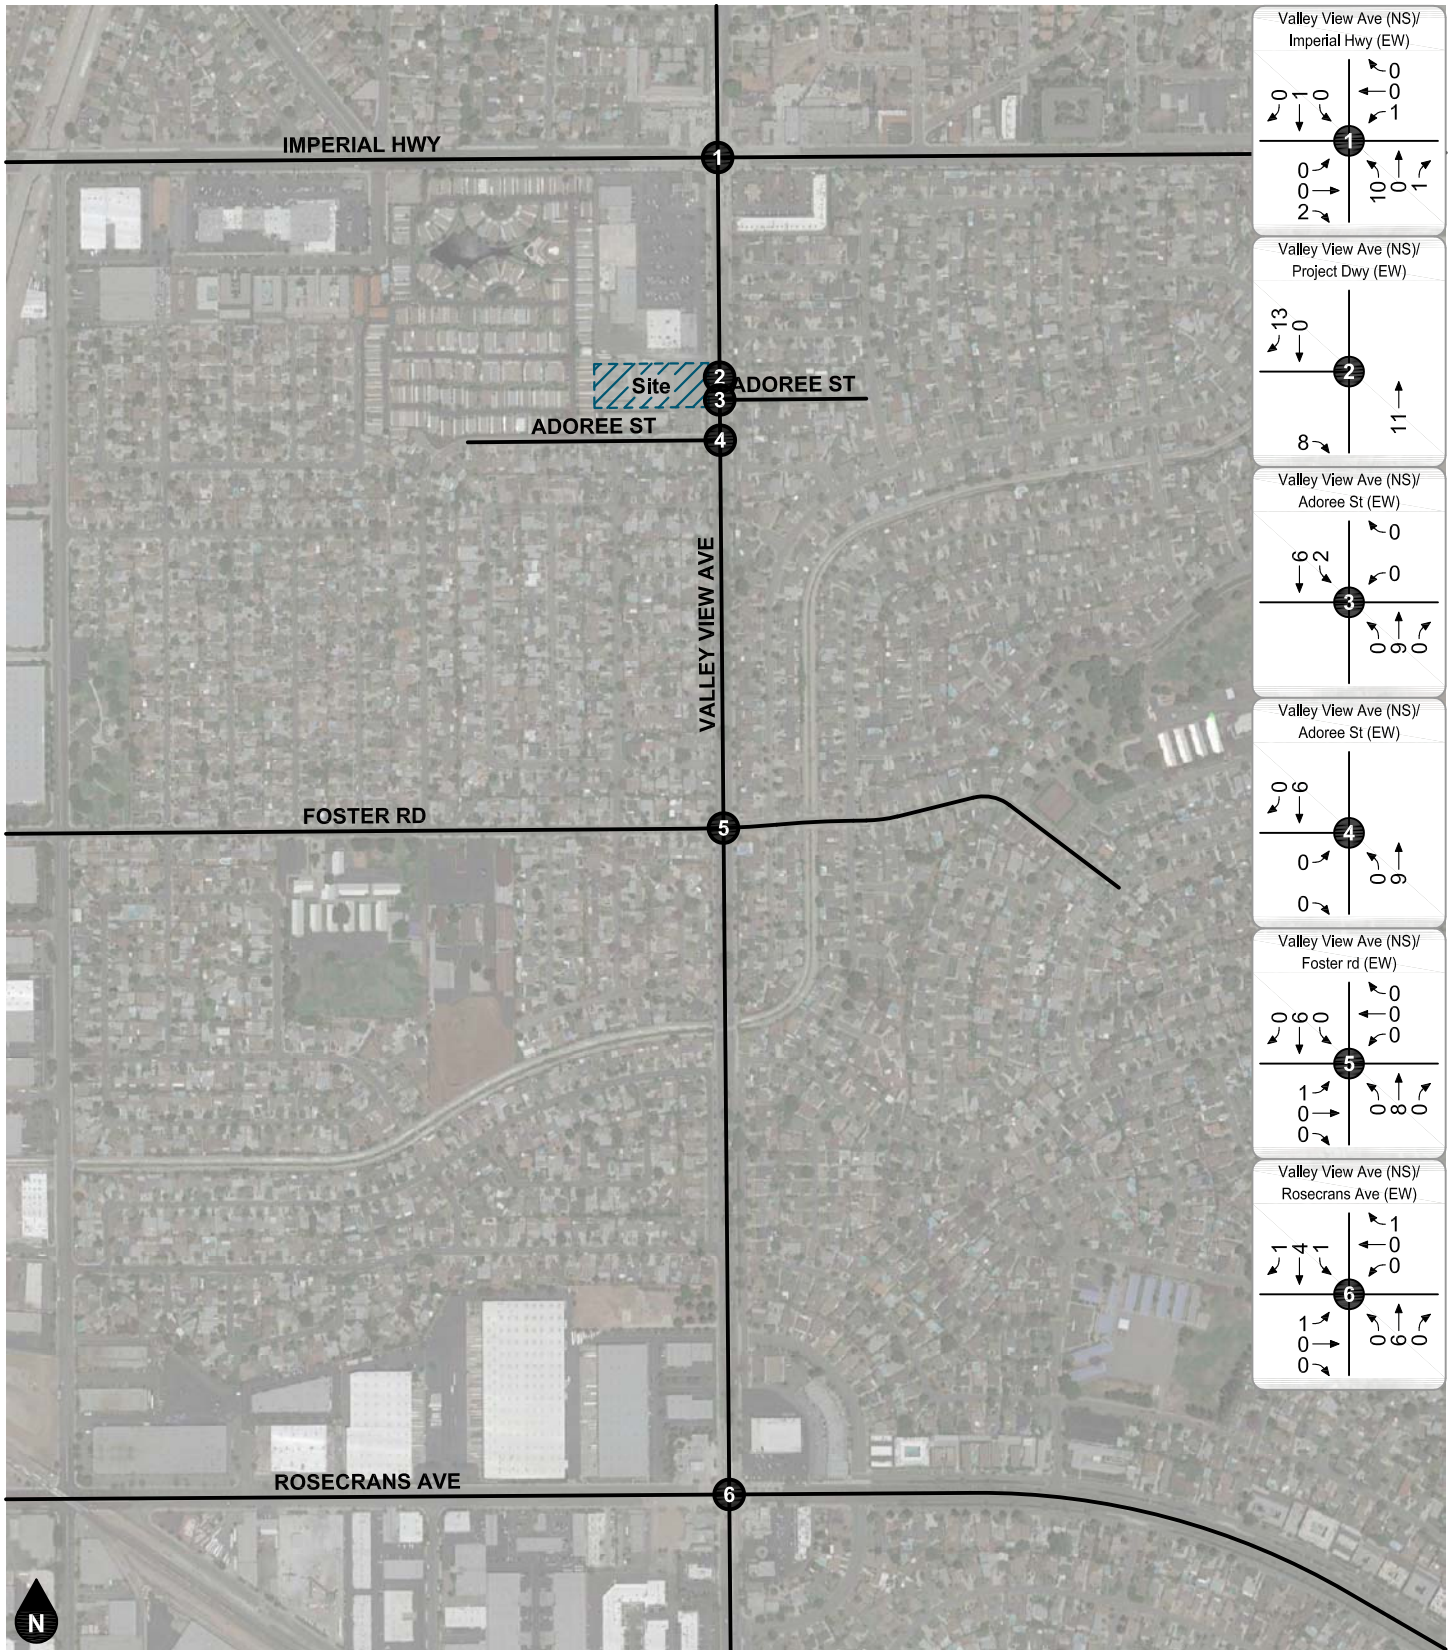 IMPERIAL HWY
1
2
Site
ADOREE ST
3
ADOREE ST
4
VALLEY VIEW AVE
FOSTER RD
5
ROSECRANS AVE
6
N
Valley View Ave (NS)/
Imperial Hwy (EW)
0 1 0
0
0
1
1
0
0
2
10 0 1
Valley View Ave (NS)/
Project Dwy (EW)
13 0
2
8
11
Valley View Ave (NS)/
Adoree St (EW)
6 2
0
0
3
0 9 0
Valley View Ave (NS)/
Adoree St (EW)
0 6
4
0
0
0 9
Valley View Ave (NS)/
Foster rd (EW)
0 6 0
0
0
0
5
1
0
0
0 8 0
Valley View Ave (NS)/
Rosecrans Ave (EW)
1 4 1
1
0
0
6
1
0
0
0 6 0